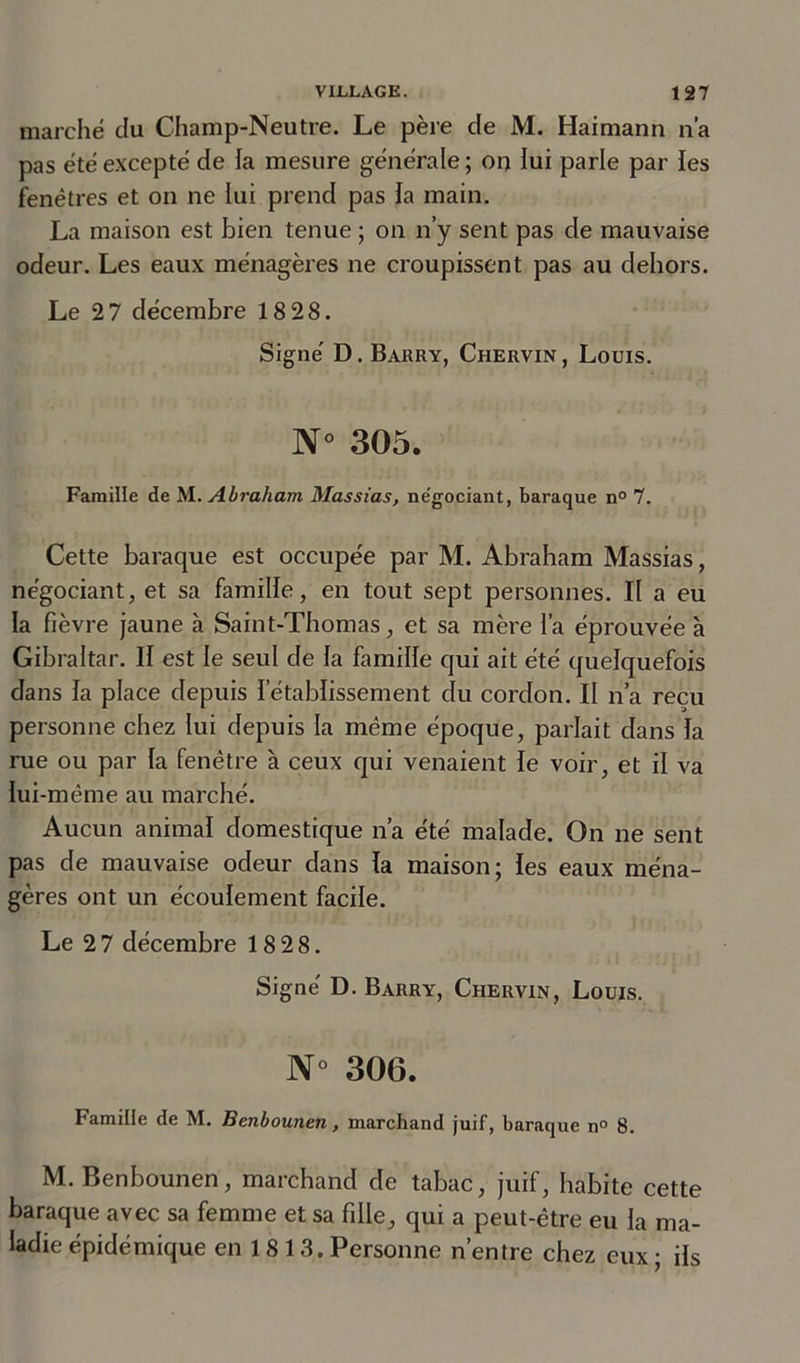 VILLAGE. 127
marché du Champ-Neutre. Le père de M. Haimann n'a
pas été excepté de la mesure générale; on lui parle par les
fenêtres et on ne lui prend pas la main.
La maison est bien tenue; on n'y sent pas de mauvaise
odeur. Les eaux ménagères ne croupissent pas au dehors.
Le 27 décembre 1828.
Signé D. BARRY, CHERVIN, LOUIS.
N° 305.
Famille de M. Abraham Massias, négociant, baraque n° 7.
Cette baraque est occupée par M. Abraham Massias,
négociant, et sa famille, en tout sept personnes. Il a eu
la fièvre jaune à Saint-Thomas, et sa mère l'a éprouvée à
Gibraltar. Il est le seul de la famille qui ait été quelquefois
dans la place depuis l'établissement du cordon. Il n'a reçu
personne chez lui depuis la même époque, parlait dans la
rue ou par la fenêtre à ceux qui venaient le voir, et il va
lui-même au marché.
Aucun animal domestique n'a été malade. On ne sent
pas de mauvaise odeur dans la maison; les eaux ména-
gères ont un écoulement facile.
Le 27 décembre 1828.
Signé D. BARRY, CHERVIN, LOUIS.
N° 306.
Famille de M. Benbounen, marchand juif, baraque n° 8.
M. Benbounen, marchand de tabac, juif, habite cette
baraque avec sa femme et sa fille, qui a peut-être eu la ma-
ladie épidémique en 1813. Personne n'entre chez eux; ils